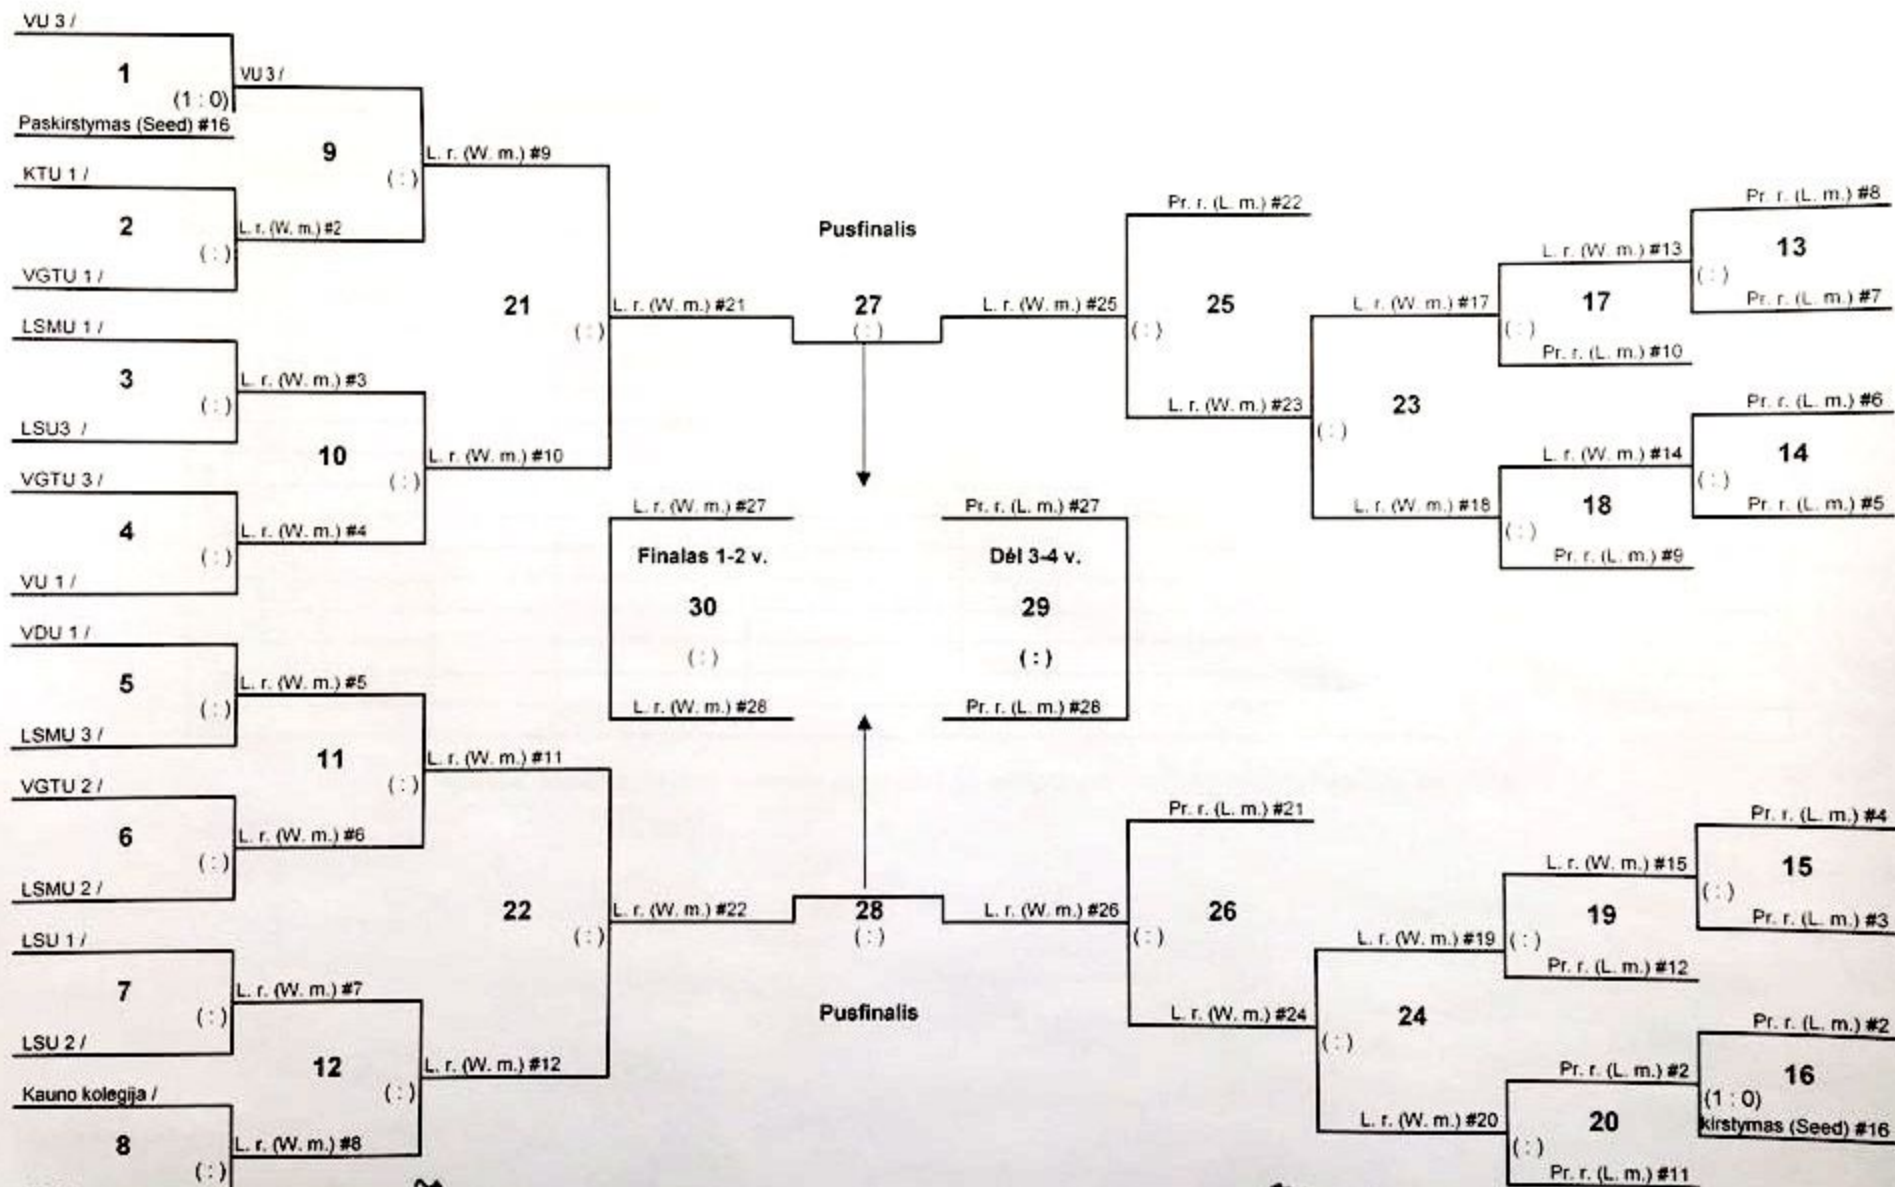 VU 3 /
1
(1 : 0)
Paskirstymas (Seed) #16
VU 3 /
KTU 1 /
2
( : )
VGTU 1 /
L. r. (W. m.) #2
9
( : )
LSMU 1 /
3
( : )
LSU3 /
L. r. (W. m.) #3
VGTU 3 /
4
( : )
VU 1 /
L. r. (W. m.) #4
10
( : )
VDU 1 /
5
( : )
LSMU 3 /
L. r. (W. m.) #5
VGTU 2 /
6
( : )
LSMU 2 /
L. r. (W. m.) #6
11
( : )
LSU 1 /
7
( : )
LSU 2 /
L. r. (W. m.) #7
Kauno kolegija /
8
( : )
L. r. (W. m.) #8
12
( : )
L. r. (W. m.) #9
21
( : )
L. r. (W. m.) #10
L. r. (W. m.) #11
22
( : )
L. r. (W. m.) #12
Pusfinalis
L. r. (W. m.) #21
27
( : )
L. r. (W. m.) #25
L. r. (W. m.) #27
Finalas 1-2 v.
30
( : )
L. r. (W. m.) #28
Pr. r. (L. m.) #27
Dėl 3-4 v.
29
( : )
Pr. r. (L. m.) #28
L. r. (W. m.) #22
28
( : )
L. r. (W. m.) #26
Pusfinalis
Pr. r. (L. m.) #22
25
( : )
L. r. (W. m.) #23
L. r. (W. m.) #17
23
( : )
L. r. (W. m.) #18
L. r. (W. m.) #13
17
( : )
Pr. r. (L. m.) #10
Pr. r. (L. m.) #8
13
( : )
Pr. r. (L. m.) #7
L. r. (W. m.) #14
18
( : )
Pr. r. (L. m.) #9
Pr. r. (L. m.) #6
14
( : )
Pr. r. (L. m.) #5
Pr. r. (L. m.) #21
26
( : )
L. r. (W. m.) #24
L. r. (W. m.) #19
24
( : )
L. r. (W. m.) #20
L. r. (W. m.) #15
19
( : )
Pr. r. (L. m.) #12
Pr. r. (L. m.) #4
15
( : )
Pr. r. (L. m.) #3
Pr. r. (L. m.) #2
20
( : )
Pr. r. (L. m.) #11
Pr. r. (L. m.) #2
16
(1 : 0)
kirstymas (Seed) #16